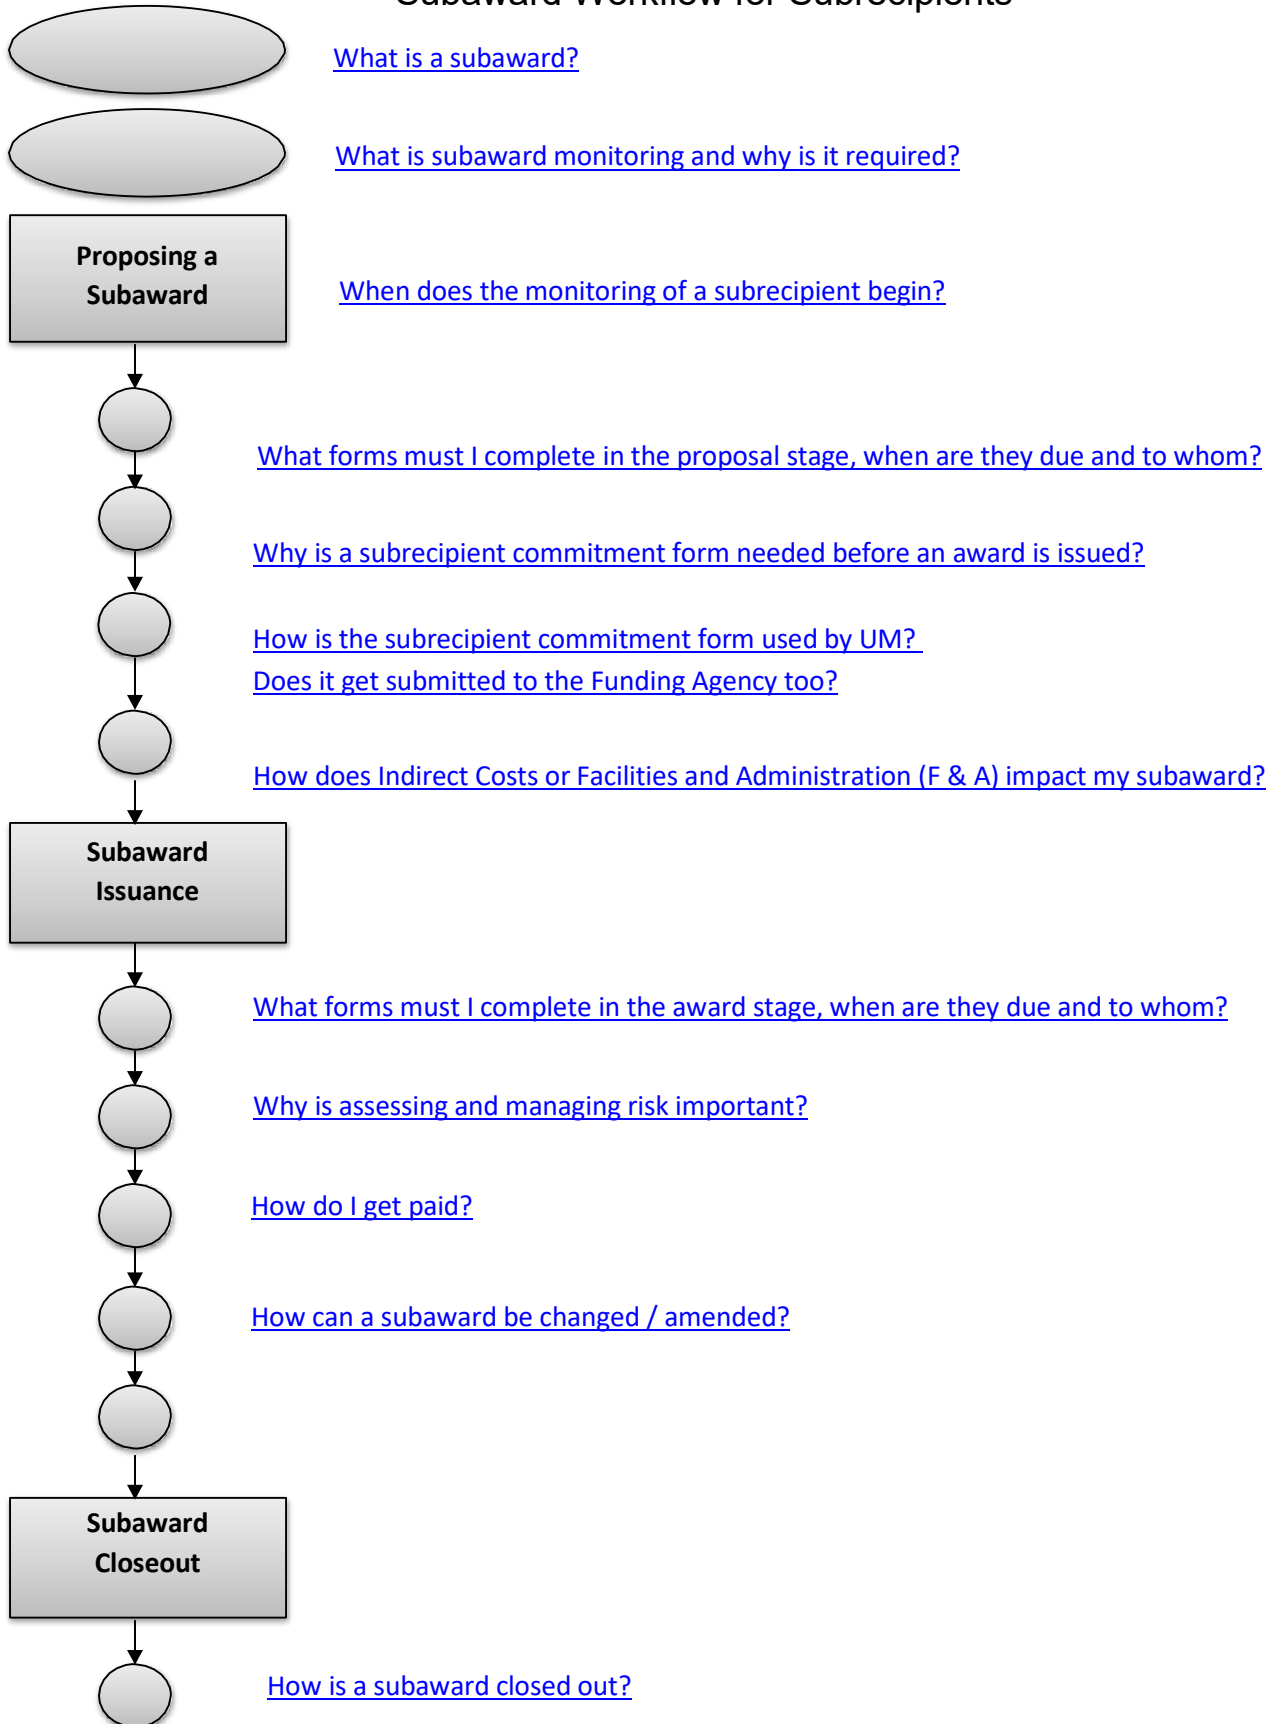 Subaward Workflow for Subrecipients
What is a subaward?
What is subaward monitoring and why is it required?
Proposing a
Subaward
When does the monitoring of a subrecipient begin?
What forms must I complete in the proposal stage, when are they due and to whom?
Why is a subrecipient commitment form needed before an award is issued?
How is the subrecipient commitment form used by UM?
Does it get submitted to the Funding Agency too?
How does Indirect Costs or Facilities and Administration (F & A) impact my subaward?
Subaward
Issuance
What forms must I complete in the award stage, when are they due and to whom?
Why is assessing and managing risk important?
How do I get paid?
How can a subaward be changed / amended?
Subaward
Closeout
How is a subaward closed out?